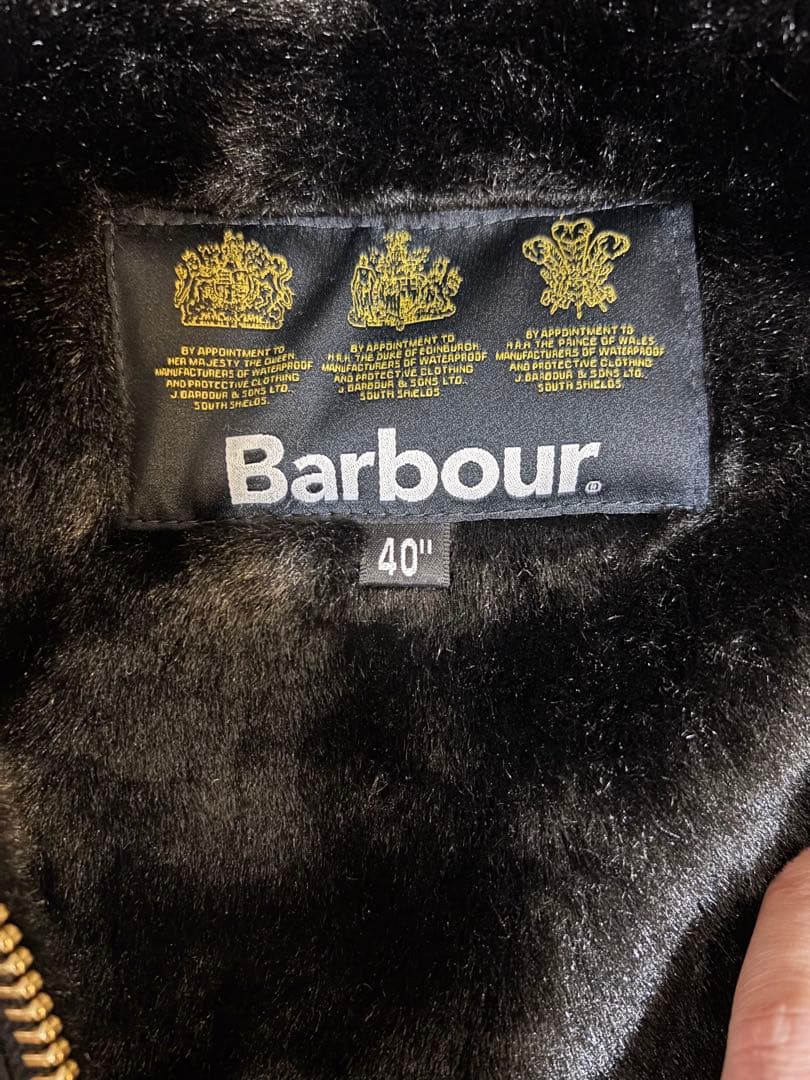 BY APPOINTMENT TO
HER MAJESTY THE QUEEN
MANUFACTURERS OF WATERPROOF
AND PROTECTIVE CLOTHING
J. BARBOUR & SONS LTD.
SOUTH SHIELDS
BY APPOINTMENT TO
H.R.H. THE DUKE OF EDINBURGH
MANUFACTURERS OF WATERPROOF
AND PROTECTIVE CLOTHING
J. BARBOUR & SONS LTD.
SOUTH SHIELDS
BY APPOINTMENT TO
H.R.H. THE PRINCE OF WALES
MANUFACTURERS OF WATERPROOF
AND PROTECTIVE CLOTHING
J. BARBOUR & SONS LTD.
SOUTH SHIELDS
Barbour®
40"